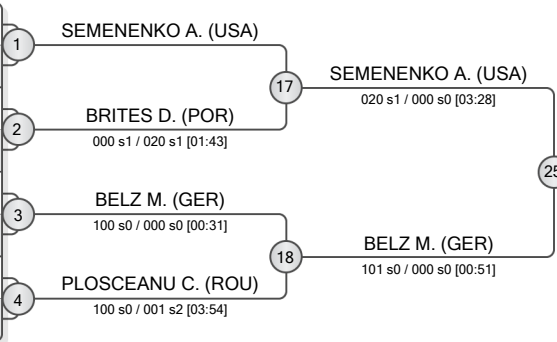 1
SEMENENKO A. (USA)
17
SEMENENKO A. (USA)
020 s1 / 000 s0 [03:28]
2
BRITES D. (POR)
000 s1 / 020 s1 [01:43]
25
3
BELZ M. (GER)
100 s0 / 000 s0 [00:31]
18
BELZ M. (GER)
101 s0 / 000 s0 [00:51]
4
PLOSCEANU C. (ROU)
100 s0 / 001 s2 [03:54]